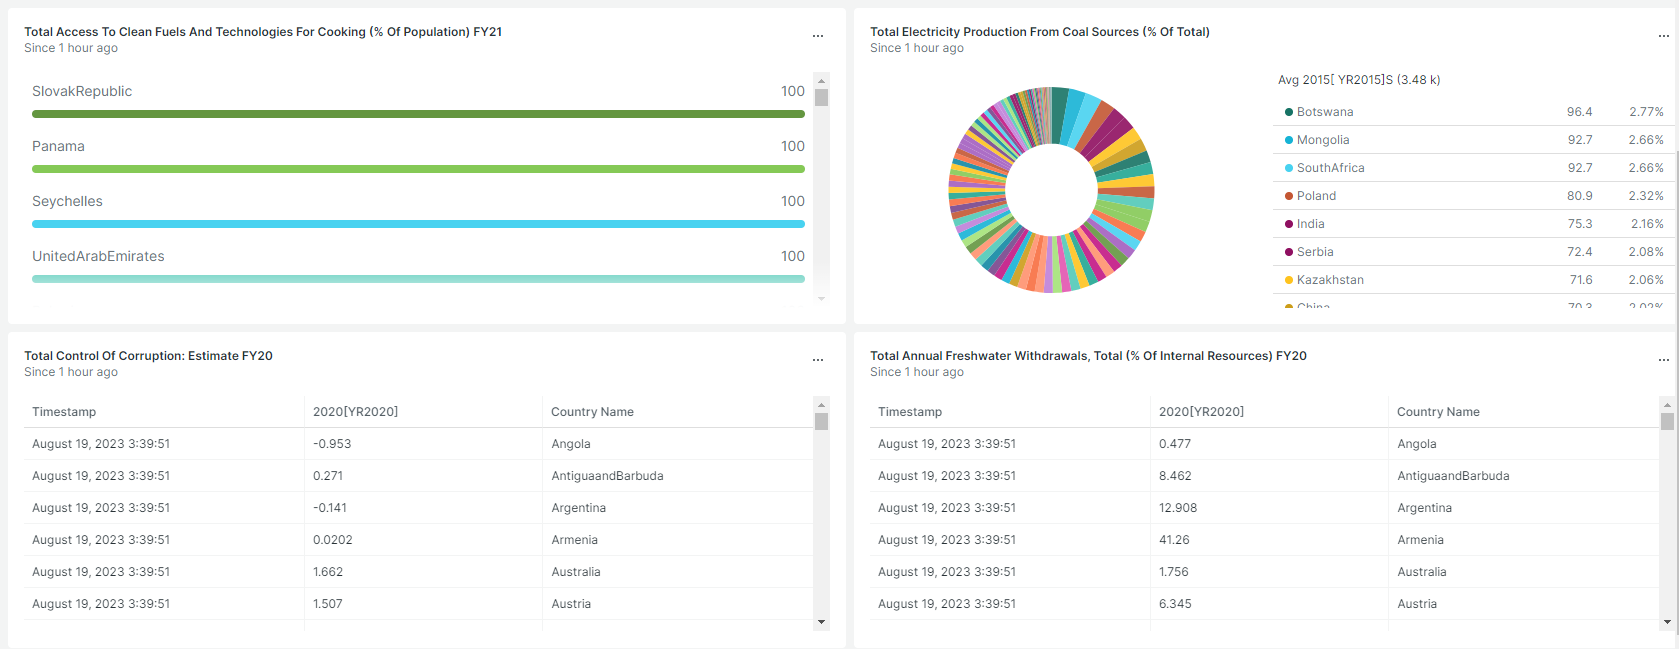 Total Access To Clean Fuels And Technologies For Cooking (% Of Population) FY21
...
Since 1 hour ago
SlovakRepublic 100
Panama 100
Seychelles 100
UnitedArabEmirates 100
Total Electricity Production From Coal Sources (% Of Total)
...
Since 1 hour ago
Avg 2015[ YR2015]S (3.48 k)
Botswana 96.4 2.77%
Mongolia 92.7 2.66%
SouthAfrica 92.7 2.66%
Poland 80.9 2.32%
India 75.3 2.16%
Serbia 72.4 2.08%
Kazakhstan 71.6 2.06%
China 70.3 2.02%
Total Control Of Corruption: Estimate FY20
...
Since 1 hour ago
Timestamp 2020[YR2020] Country Name
August 19, 2023 3:39:51 -0.953 Angola
August 19, 2023 3:39:51 0.271 AntiguaandBarbuda
August 19, 2023 3:39:51 -0.141 Argentina
August 19, 2023 3:39:51 0.0202 Armenia
August 19, 2023 3:39:51 1.662 Australia
August 19, 2023 3:39:51 1.507 Austria
Total Annual Freshwater Withdrawals, Total (% Of Internal Resources) FY20
...
Since 1 hour ago
Timestamp 2020[YR2020] Country Name
August 19, 2023 3:39:51 0.477 Angola
August 19, 2023 3:39:51 8.462 AntiguaandBarbuda
August 19, 2023 3:39:51 12.908 Argentina
August 19, 2023 3:39:51 41.26 Armenia
August 19, 2023 3:39:51 1.756 Australia
August 19, 2023 3:39:51 6.345 Austria